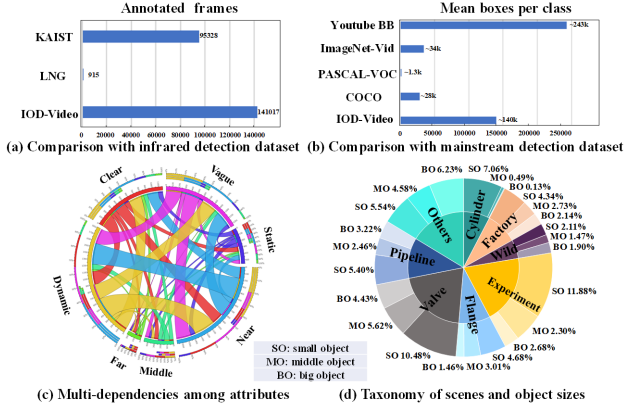 Annotated frames
KAIST
95328
LNG
915
IOD-Video
141017
0 20000 40000 60000 80000 100000 120000 140000
(a) Comparison with infrared detection dataset
Mean boxes per class
Youtube BB
~243k
ImageNet-Vid
~34k
PASCAL-VOC
~1.3k
COCO
~28k
IOD-Video
~140k
0 50000 100000 150000 200000 250000
(b) Comparison with mainstream detection dataset
Clear
Vague
Static
Near
Middle
Far
Dynamic
SO: small object
MO: middle object
BO: big object
(c) Multi-dependencies among attributes
Cylinder
SO 7.06%
MO 0.49%
BO 0.13%
Factory
SO 4.34%
MO 2.73%
BO 2.14%
Wild
SO 2.11%
MO 1.47%
BO 1.90%
Experiment
SO 11.88%
MO 2.30%
BO 2.68%
Flange
SO 4.68%
MO 3.01%
BO 1.46%
Valve
SO 10.48%
MO 5.62%
BO 4.43%
Pipeline
SO 5.40%
MO 2.46%
BO 3.22%
Others
SO 5.54%
MO 4.58%
BO 6.23%
(d) Taxonomy of scenes and object sizes